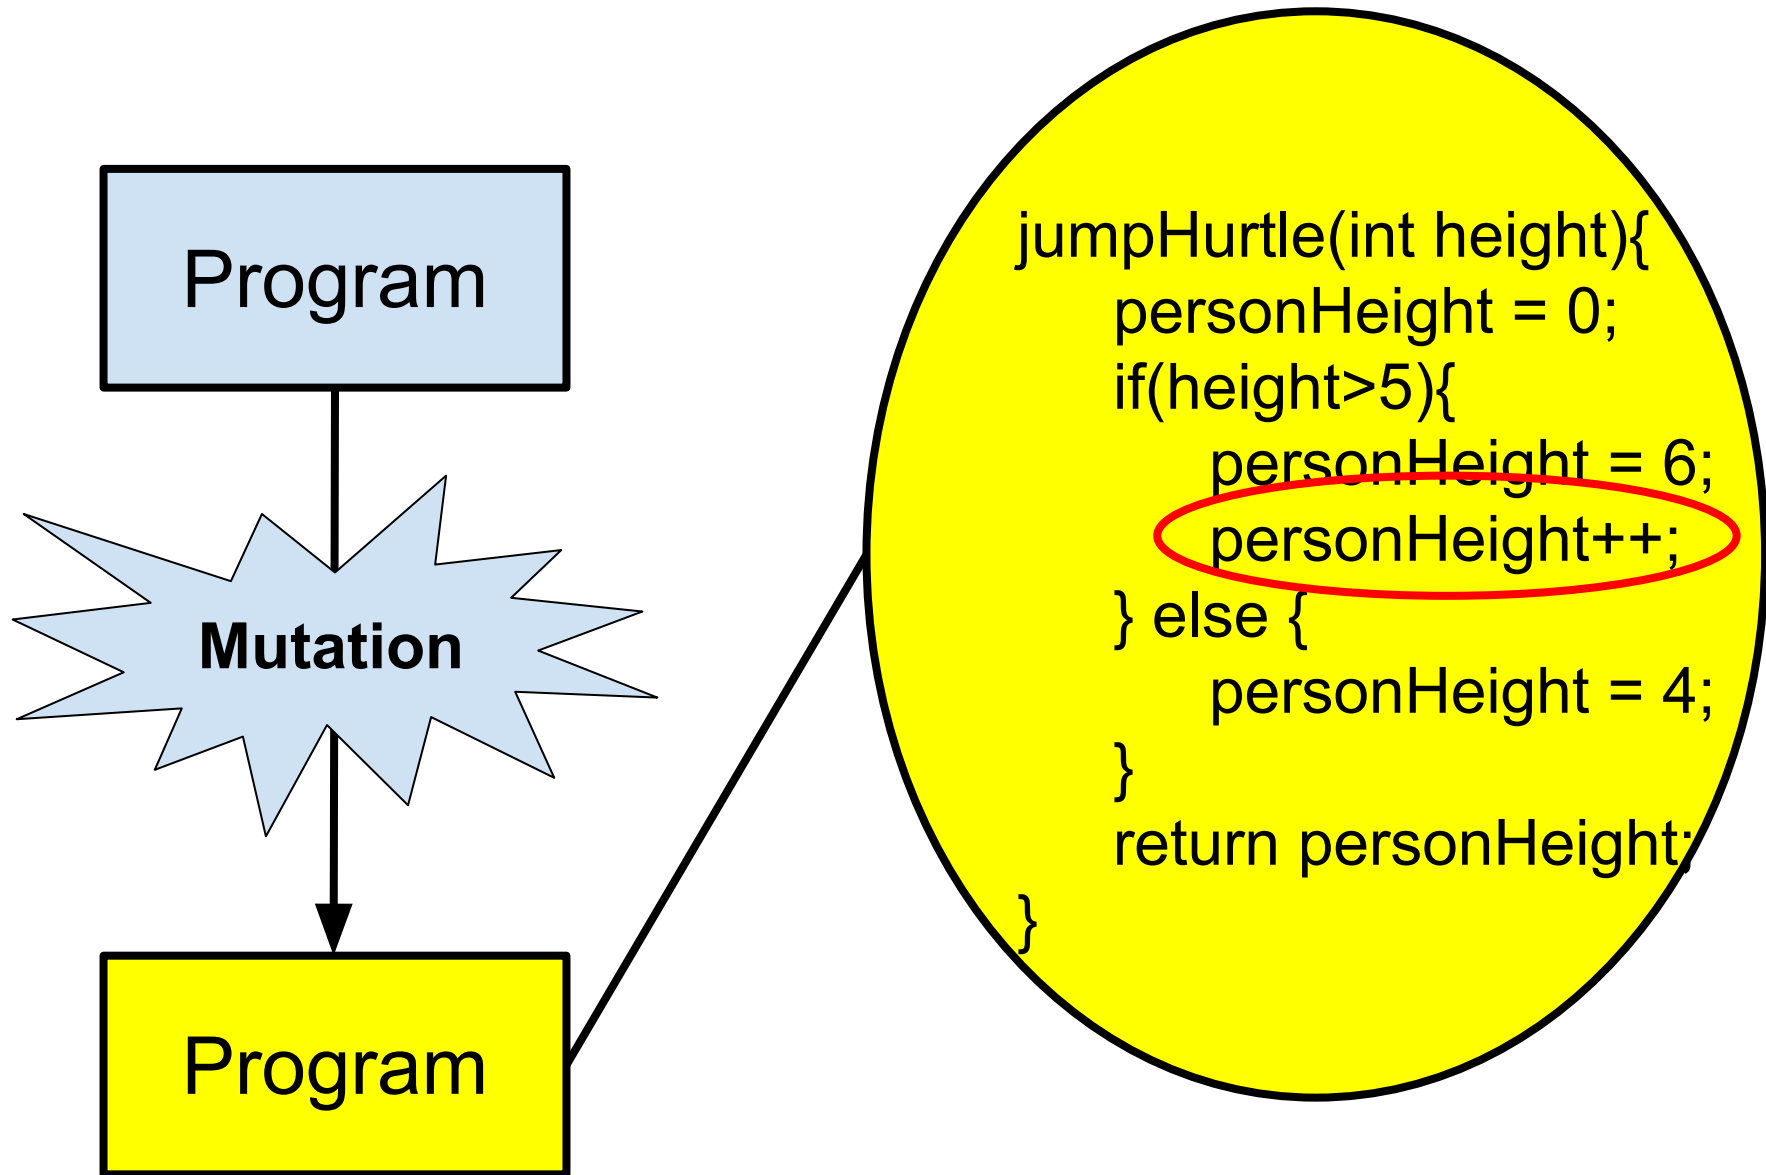 Program
Mutation
Program
jumpHurtle(int height){
personHeight = 0;
if(height>5){
personHeight = 6;
personHeight++;
} else {
personHeight = 4;
}
return personHeight;
}